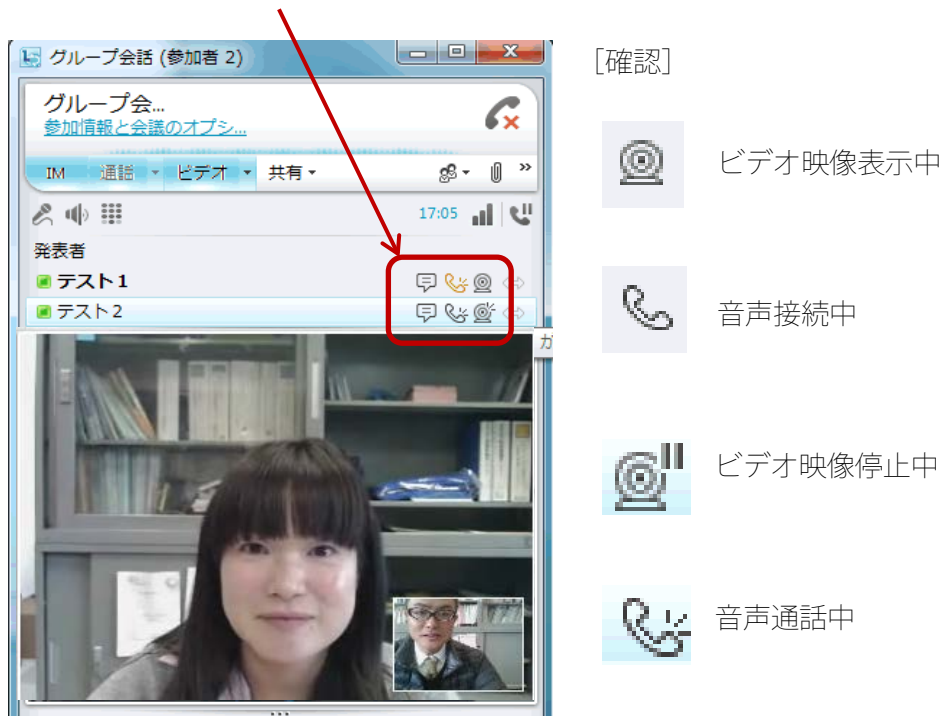 グループ会話 (参加者 2)
グループ会...
参加情報と会議のオプシ...
IM 通話 ビデオ 共有
17:05
発表者
テスト1
テスト2
［確認］
ビデオ映像表示中
音声接続中
ビデオ映像停止中
音声通話中